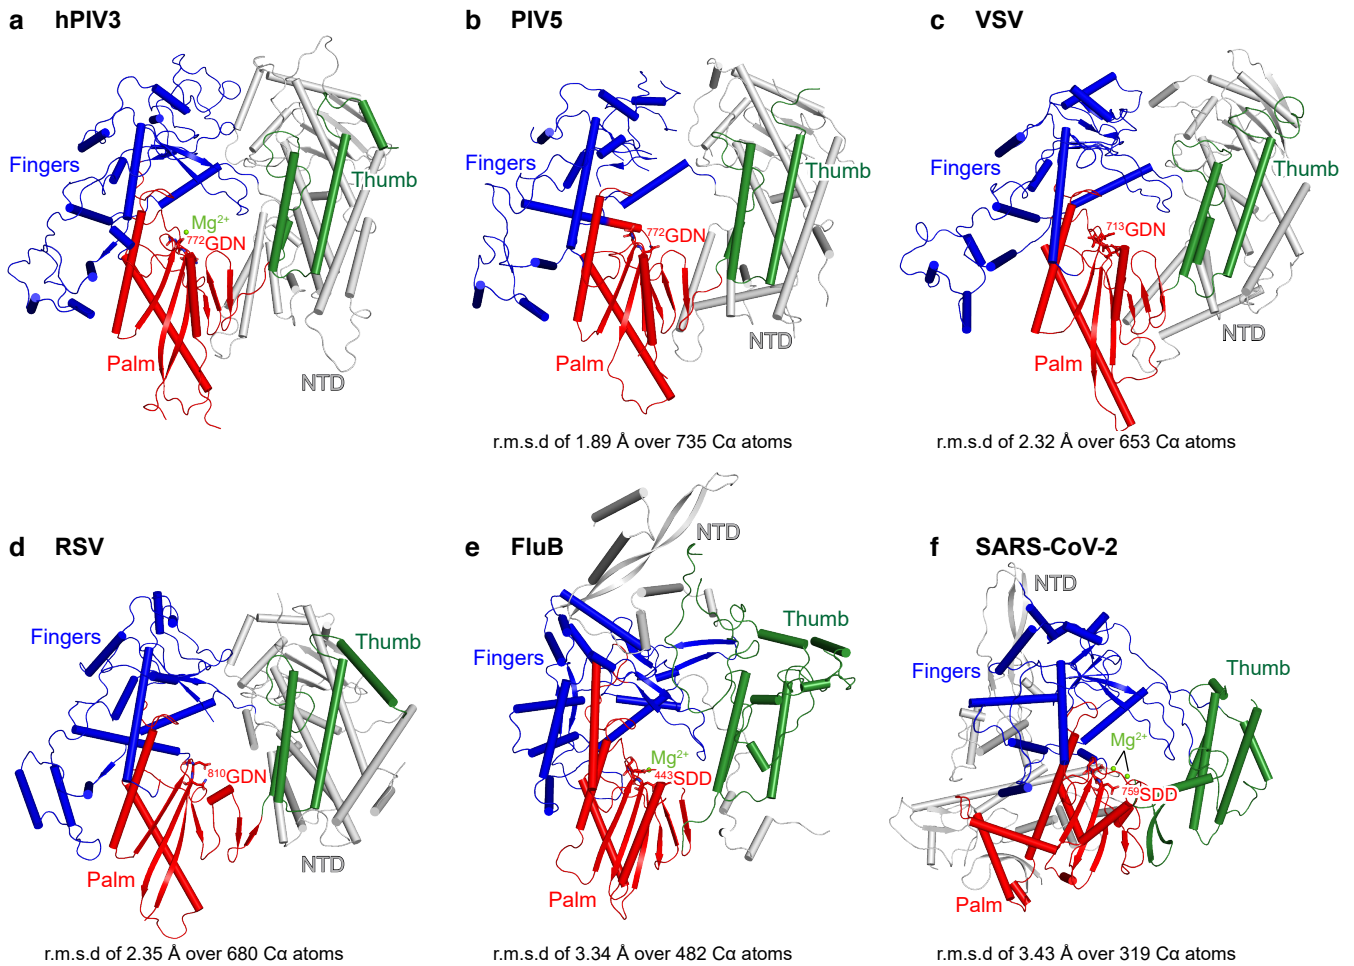 a hPIV3
Fingers
Thumb
Mg2+
772GDN
Palm
NTD
b PIV5
Fingers
Thumb
772GDN
Palm
NTD
r.m.s.d of 1.89 Å over 735 Cα atoms
c VSV
Fingers
Thumb
713GDN
Palm
NTD
r.m.s.d of 2.32 Å over 653 Cα atoms
d RSV
Fingers
Thumb
810GDN
Palm
NTD
r.m.s.d of 2.35 Å over 680 Cα atoms
e FluB
NTD
Thumb
Fingers
Mg2+
443SDD
Palm
r.m.s.d of 3.34 Å over 482 Cα atoms
f SARS-CoV-2
NTD
Fingers
Thumb
Mg2+
759SDD
Palm
r.m.s.d of 3.43 Å over 319 Cα atoms